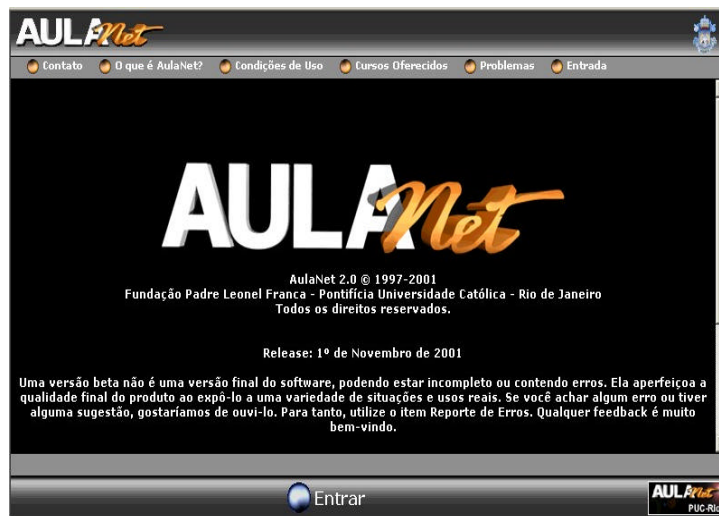 AULANet
Contato O que é AulaNet? Condições de Uso Cursos Oferecidos Problemas Entrada
AULANet
AulaNet 2.0 © 1997-2001
Fundação Padre Leonel Franca - Pontifícia Universidade Católica - Rio de Janeiro
Todos os direitos reservados.
Release: 1º de Novembro de 2001
Uma versão beta não é uma versão final do software, podendo estar incompleto ou contendo erros. Ela aperfeiçoa a
qualidade final do produto ao expô-lo a uma variedade de situações e usos reais. Se você achar algum erro ou tiver
alguma sugestão, gostaríamos de ouvi-lo. Para tanto, utilize o item Reporte de Erros. Qualquer feedback é muito
bem-vindo.
Entrar
AULANet
PUC-Rio